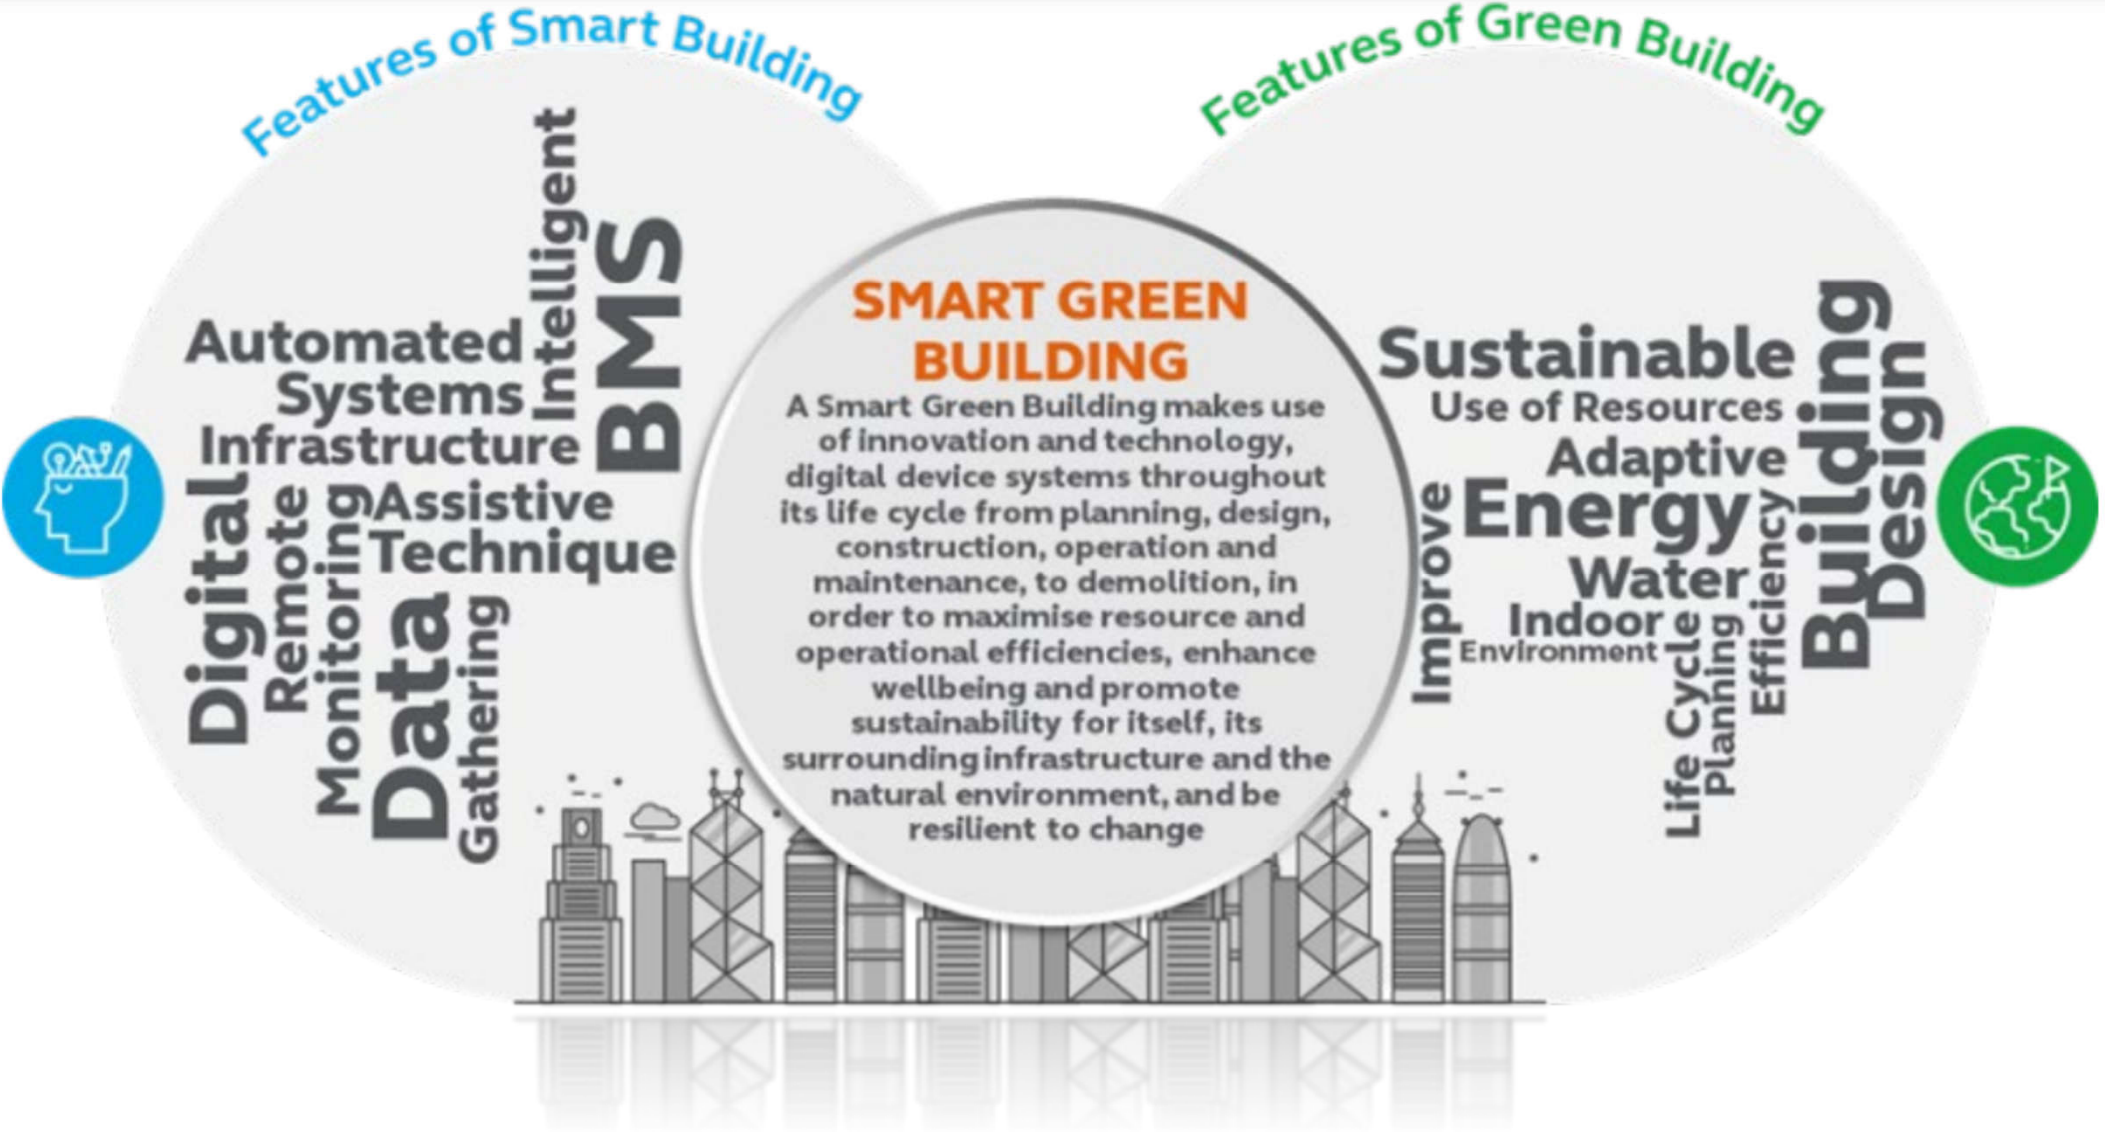 Features of Smart Building
Intelligent
BMS
Automated
Systems
Infrastructure
Digital
Remote
Monitoring
Assistive
Technique
Data
Gathering
SMART GREEN
BUILDING
A Smart Green Building makes use
of innovation and technology,
digital device systems throughout
its life cycle from planning, design,
construction, operation and
maintenance, to demolition, in
order to maximise resource and
operational efficiencies, enhance
wellbeing and promote
sustainability for itself, its
surrounding infrastructure and the
natural environment, and be
resilient to change
Features of Green Building
Sustainable
Use of Resources
Adaptive
Improve
Energy
Water
Indoor
Environment
Life Cycle
Planning
Efficiency
Building
Design